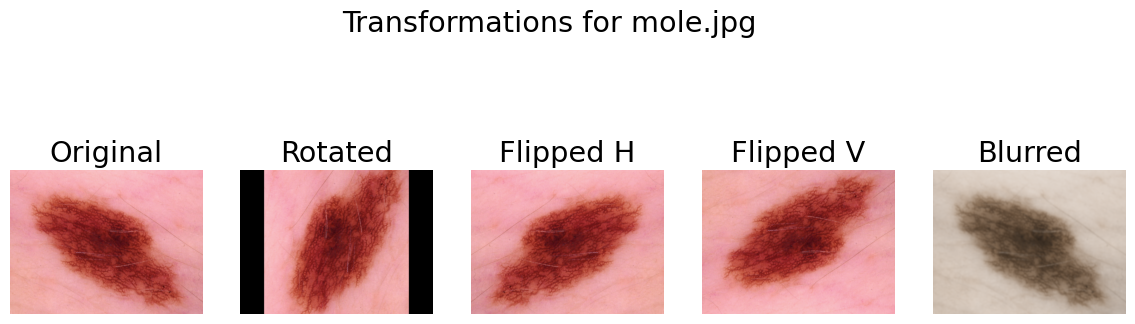 Transformations for mole.jpg
Original
Rotated
Flipped H
Flipped V
Blurred